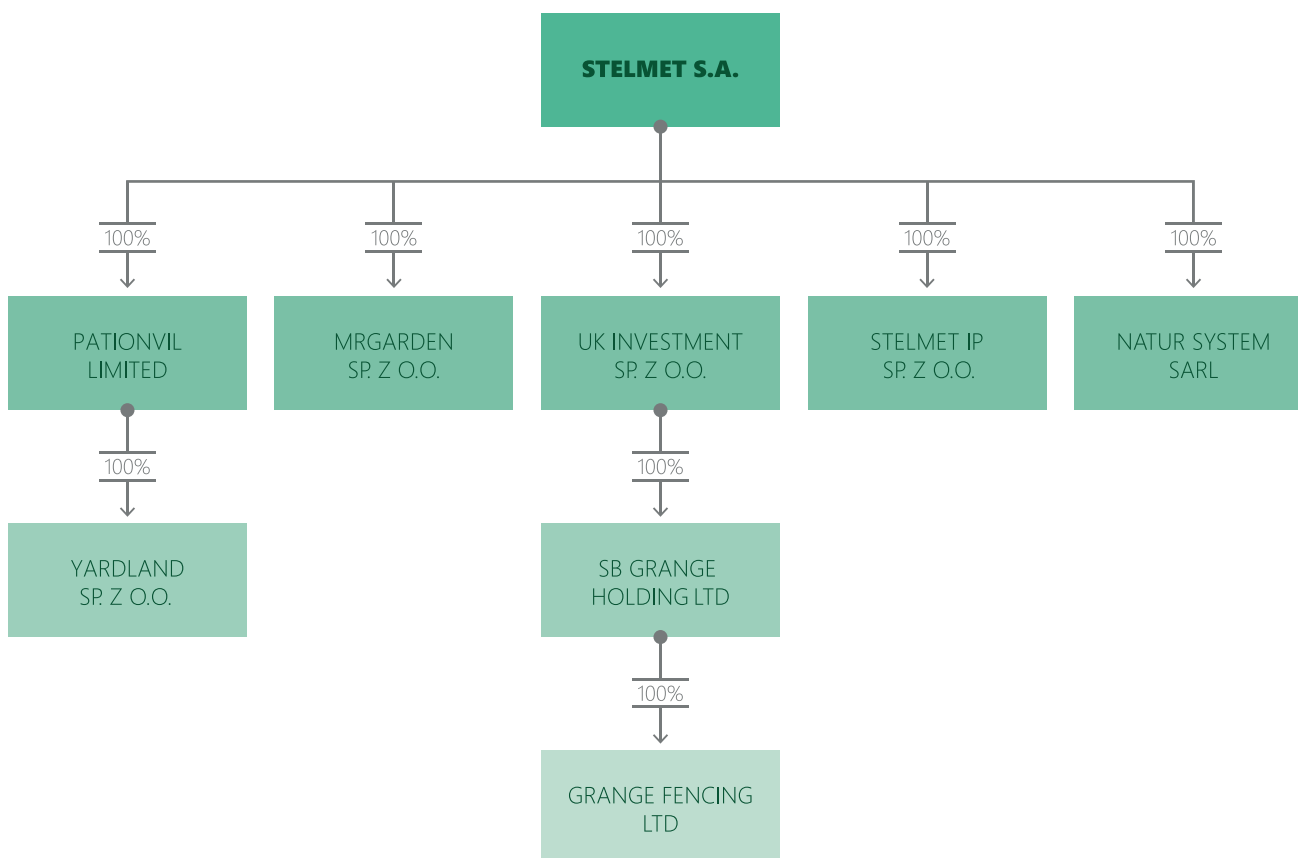 STELMET S.A.
100%
100%
100%
100%
100%
PATIONVIL
LIMITED
MRGARDEN
SP. Z O.O.
UK INVESTMENT
SP. Z O.O.
STELMET IP
SP. Z O.O.
NATUR SYSTEM
SARL
100%
100%
YARDLAND
SP. Z O.O.
SB GRANGE
HOLDING LTD
100%
GRANGE FENCING
LTD